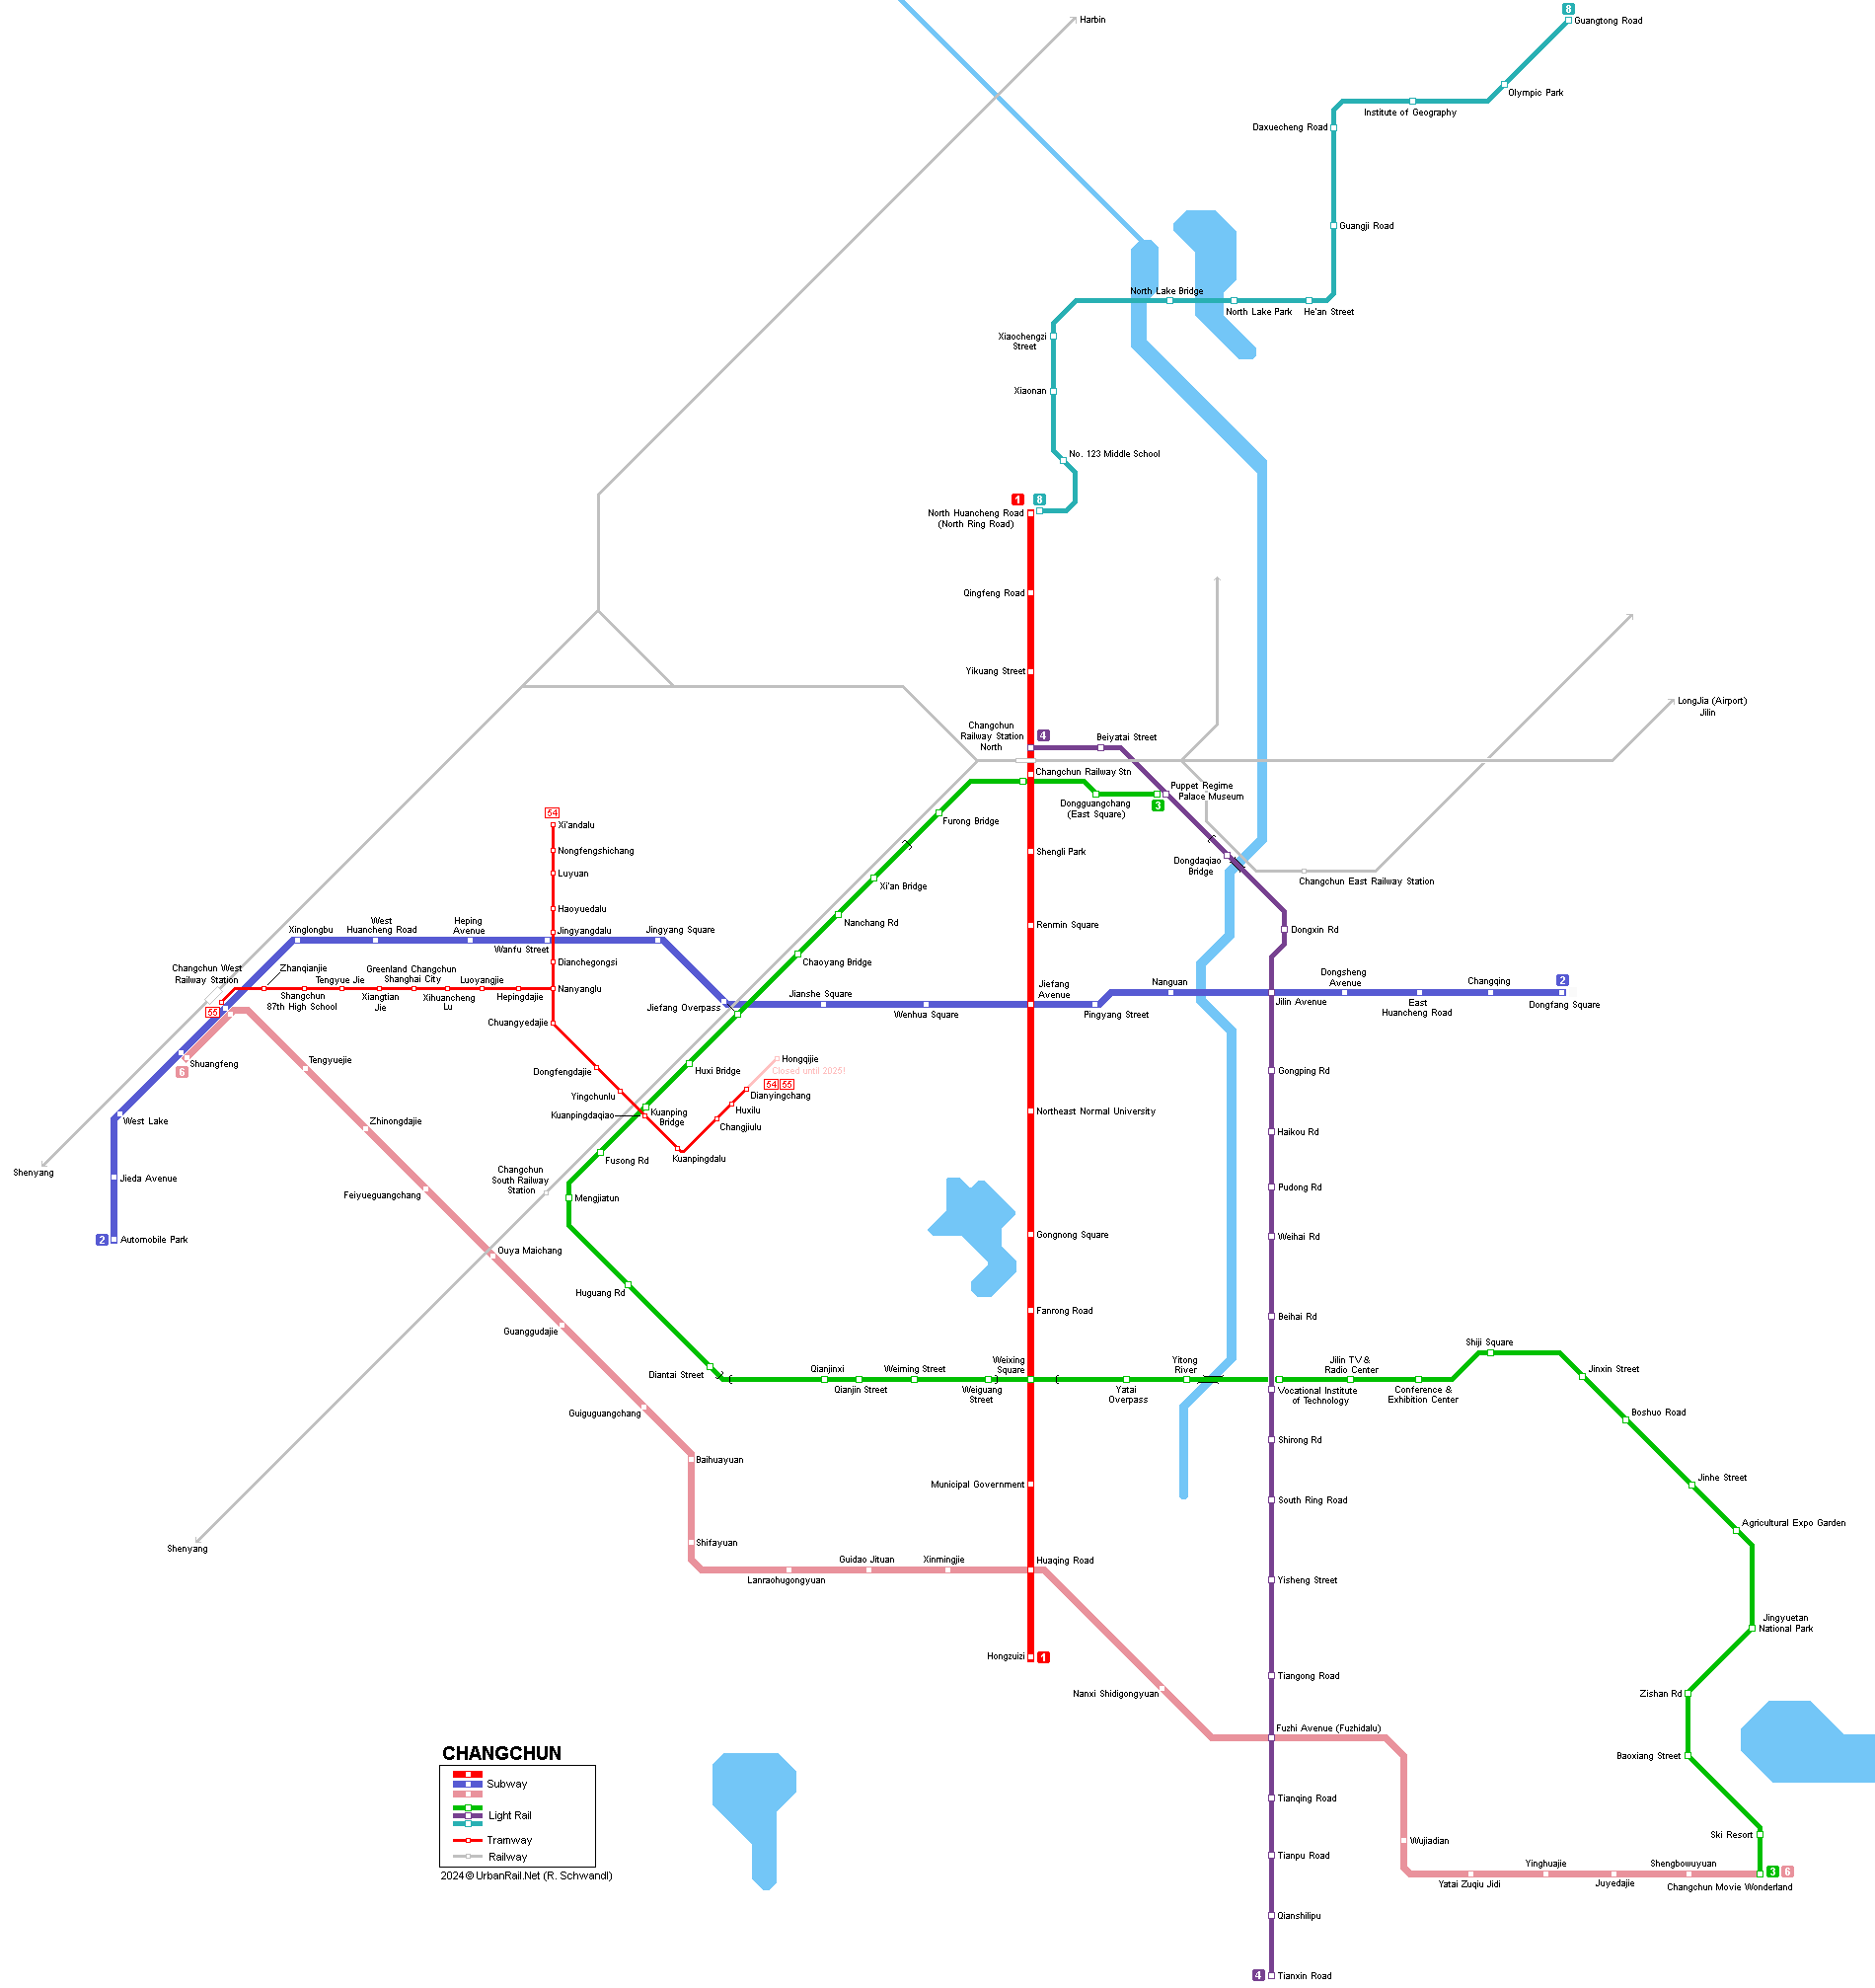 Harbin
8
Guangtong Road
Olympic Park
Institute of Geography
Daxuecheng Road
Guangji Road
North Lake Bridge
North Lake Park
He'an Street
Xiaochengzi
Street
Xiaonan
No. 123 Middle School
1
8
North Huancheng Road
(North Ring Road)
Qingfeng Road
Yikuang Street
LongJia (Airport)
Jilin
Changchun
Railway Station
North
4
Beiyatai Street
Changchun Railway Stn
Puppet Regime
Palace Museum
Dongguangchang
(East Square)
3
54
Xi'andalu
Furong Bridge
Nongfengshichang
Shengli Park
Dongdaqiao
Bridge
Luyuan
Xi'an Bridge
Changchun East Railway Station
Haoyuedalu
Nanchang Rd
Renmin Square
Dongxin Rd
Xinglongbu
West
Huancheng Road
Heping
Avenue
Wanfu Street
Jingyangdalu
Jingyang Square
Dianchegongsi
Chaoyang Bridge
Changchun West
Railway Station
Zhanqianjie
Tengyue Jie
Greenland Changchun
Shanghai City
Luoyangjie
Shangchun
87th High School
Xiangtian
Jie
Xihuancheng
Lu
Hepingdajie
Nanyanglu
55
Jiefang Overpass
Jianshe Square
Wenhua Square
Jiefang
Avenue
Pingyang Street
Nanguan
Jilin Avenue
Dongsheng
Avenue
East
Huancheng Road
Changqing
2
Dongfang Square
Chuangyedajie
Shuangfeng
6
Tengyuejie
Dongfengdajie
Huxi Bridge
Hongqijie
Closed until 2025!
54
55
Dianyingchang
Gongping Rd
Yingchunlu
Huxilu
Kuanpingdaqiao
Kuanping
Bridge
Changjiulu
Northeast Normal University
West Lake
Zhinongdajie
Haikou Rd
Fusong Rd
Kuanpingdalu
Shenyang
Jieda Avenue
Changchun
South Railway
Station
Feiyueguangchang
Mengjiatun
Pudong Rd
2
Automobile Park
Ouya Maichang
Gongnong Square
Weihai Rd
Huguang Rd
Fanrong Road
Beihai Rd
Guanggudajie
Diantai Street
Qianjinxi
Qianjin Street
Weiming Street
Weiguang
Street
Weixing
Square
Yatai
Overpass
Yitong
River
Vocational Institute
of Technology
Jilin TV &
Radio Center
Conference &
Exhibition Center
Shiji Square
Jinxin Street
Guiguguangchang
Boshuo Road
Shirong Rd
Baihuayuan
Jinhe Street
Municipal Government
South Ring Road
Agricultural Expo Garden
Shenyang
Shifayuan
Lanraohugongyuan
Guidao Jituan
Xinmingjie
Huaqing Road
Yisheng Street
Jingyuetan
National Park
Hongzuizi
1
Tiangong Road
Nanxi Shidigongyuan
Zishan Rd
Fuzhi Avenue (Fuzhidalu)
Baoxiang Street
Tianqing Road
Wujiadian
Ski Resort
Tianpu Road
Yatai Zuqiu Jidi
Yinghuajie
Juyedajie
Shengbowuyuan
3
6
Changchun Movie Wonderland
Qianshilipu
4
Tianxin Road
CHANGCHUN
Subway
Light Rail
Tramway
Railway
2024 © UrbanRail.Net (R. Schwandl)